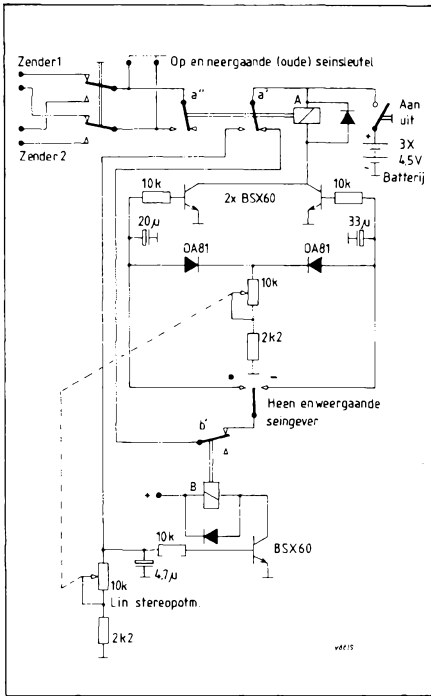 Zender1
Op en neergaande (oude) seinsleutel
a"
a'
A
Aan
uit
+
3X
4,5V
-
Batterij
Zender 2
10k
2x BSX60
10k
20µ
33µ
OA81
OA81
10k
2k2
• −
Heen en weergaande
seingever
b'
B
+
10k
BSX60
4,7µ
10k
Lin stereopotm.
2k2